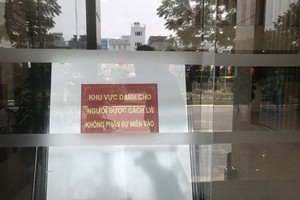 KHU VỰC DÀNH CHO
NGƯỜI ĐƯỢC CÁCH LY
KHÔNG PHẬN SỰ MIỄN VÀO